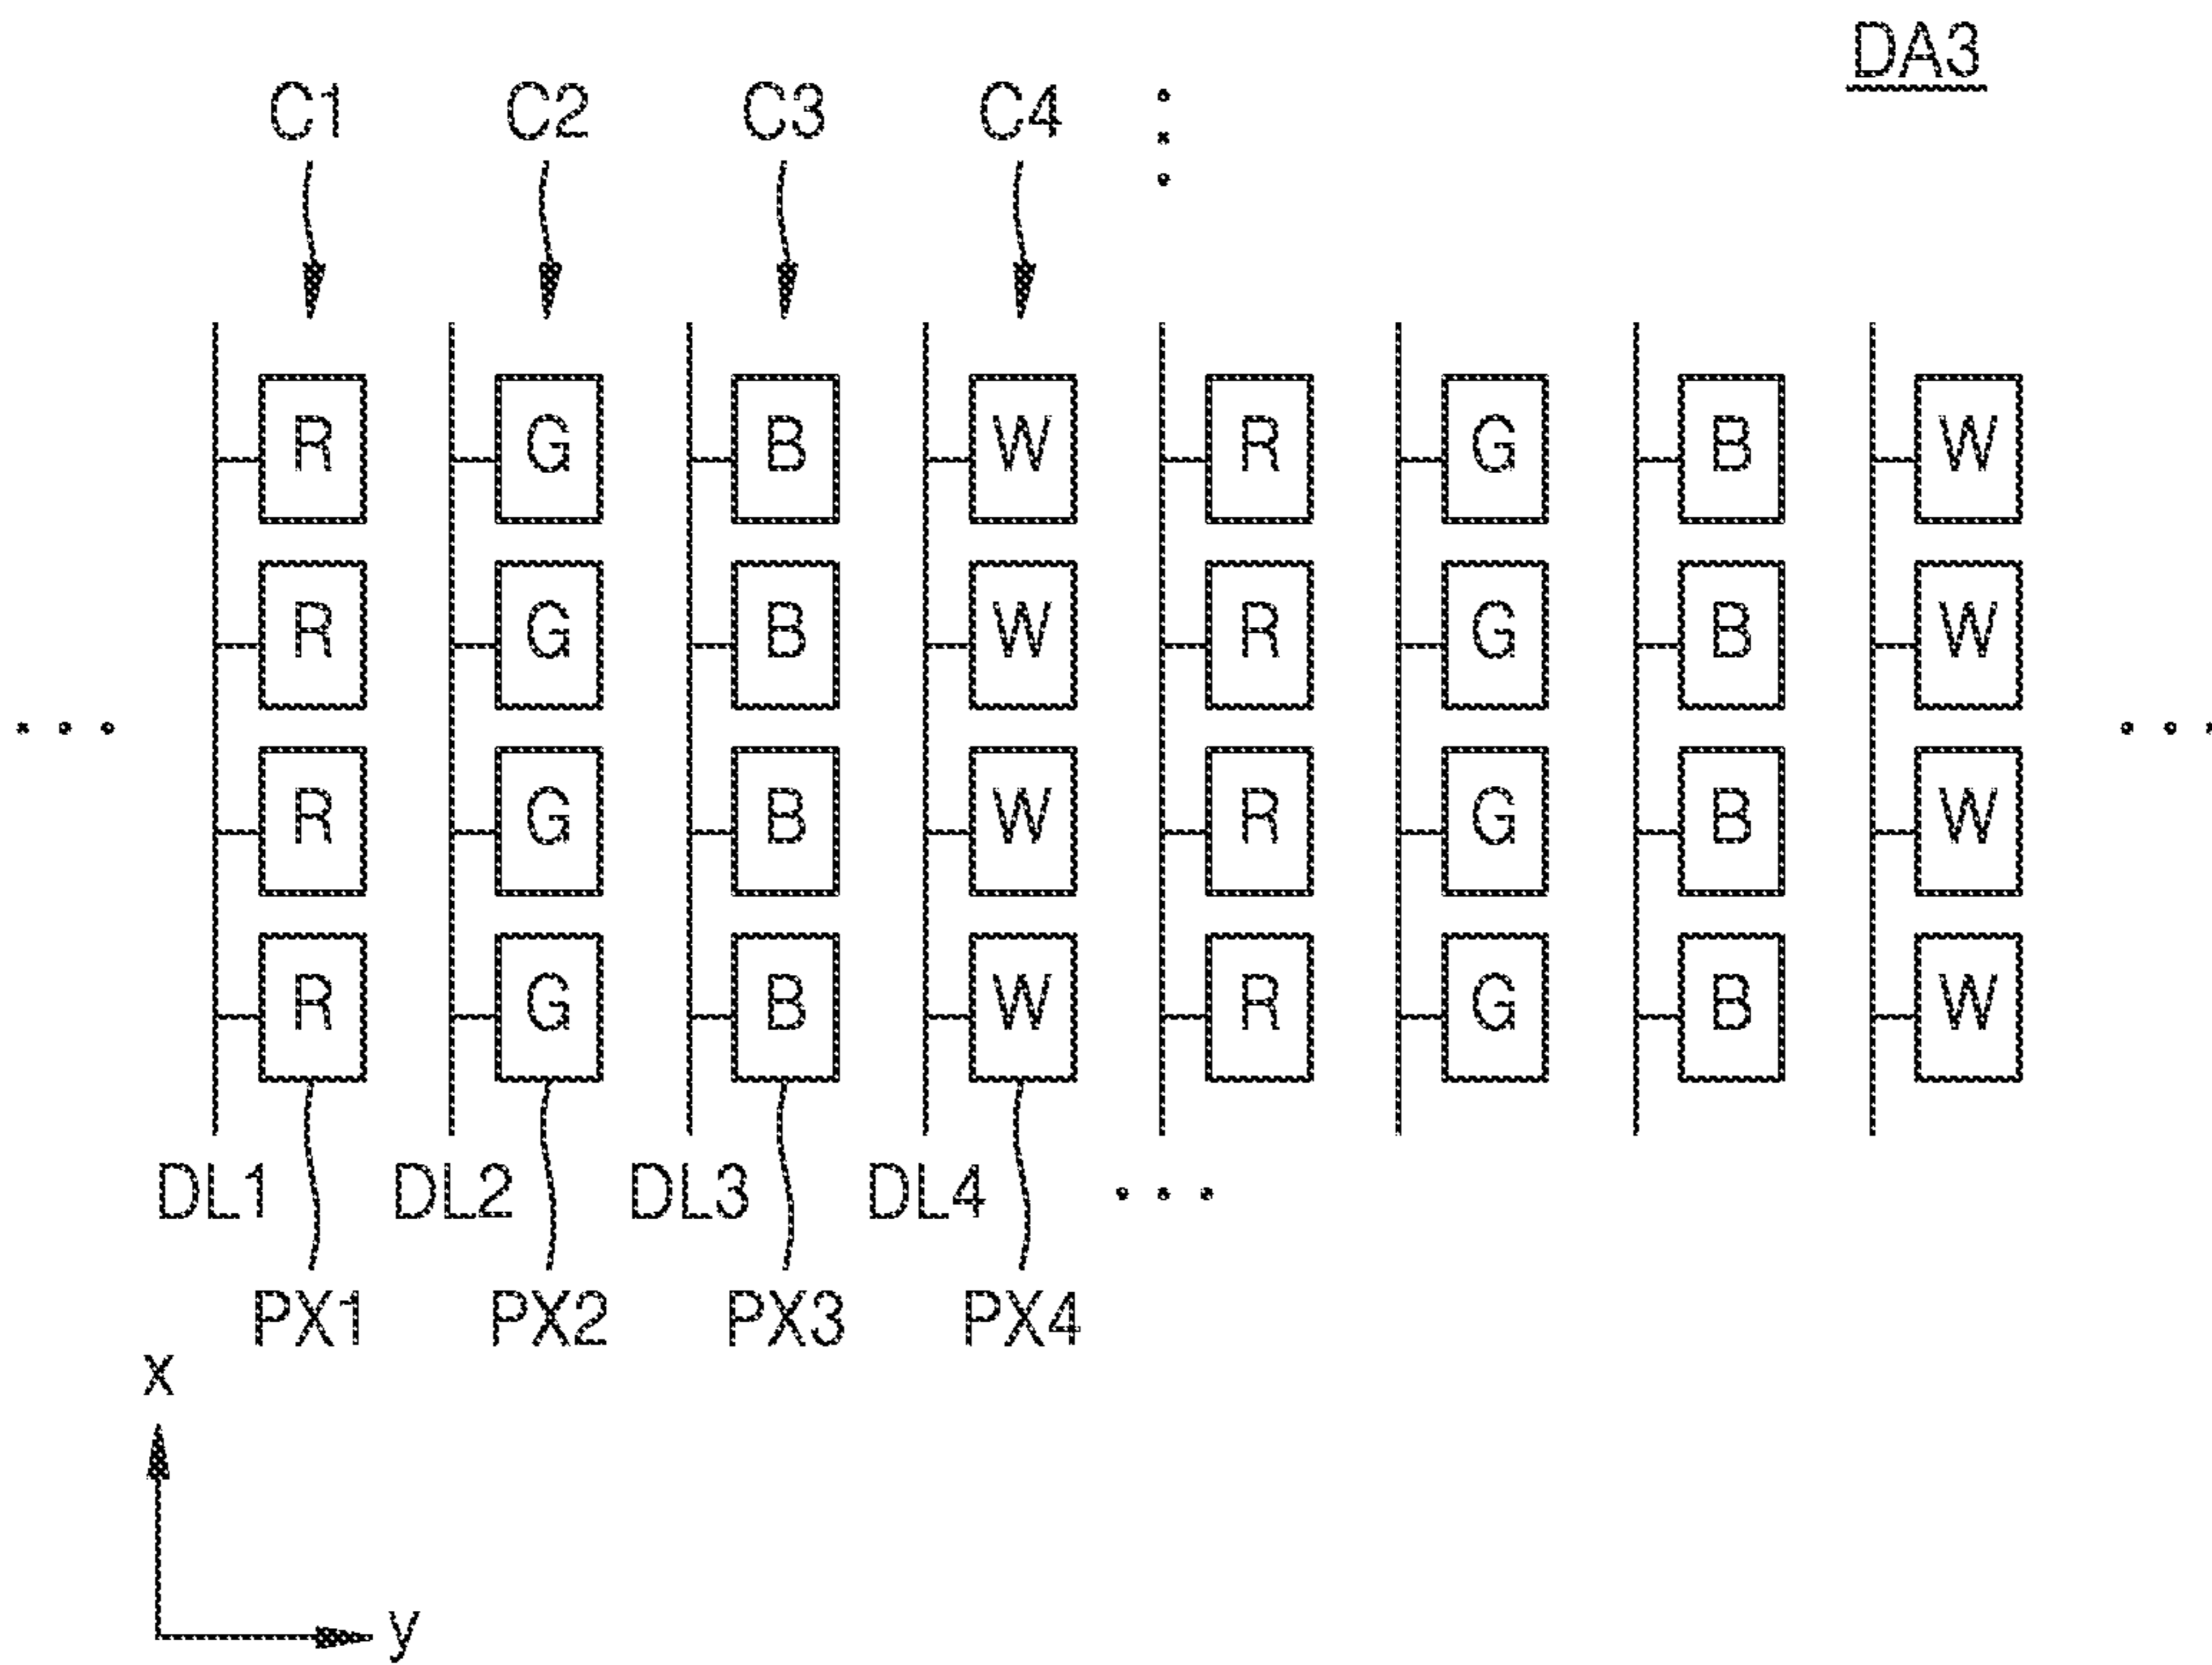 DA3
C1 C2 C3 C4
R G B W R G B W
R G B W R G B W
R G B W R G B W
R G B W R G B W
DL1 DL2 DL3 DL4 . . .
PX1 PX2 PX3 PX4
x
y